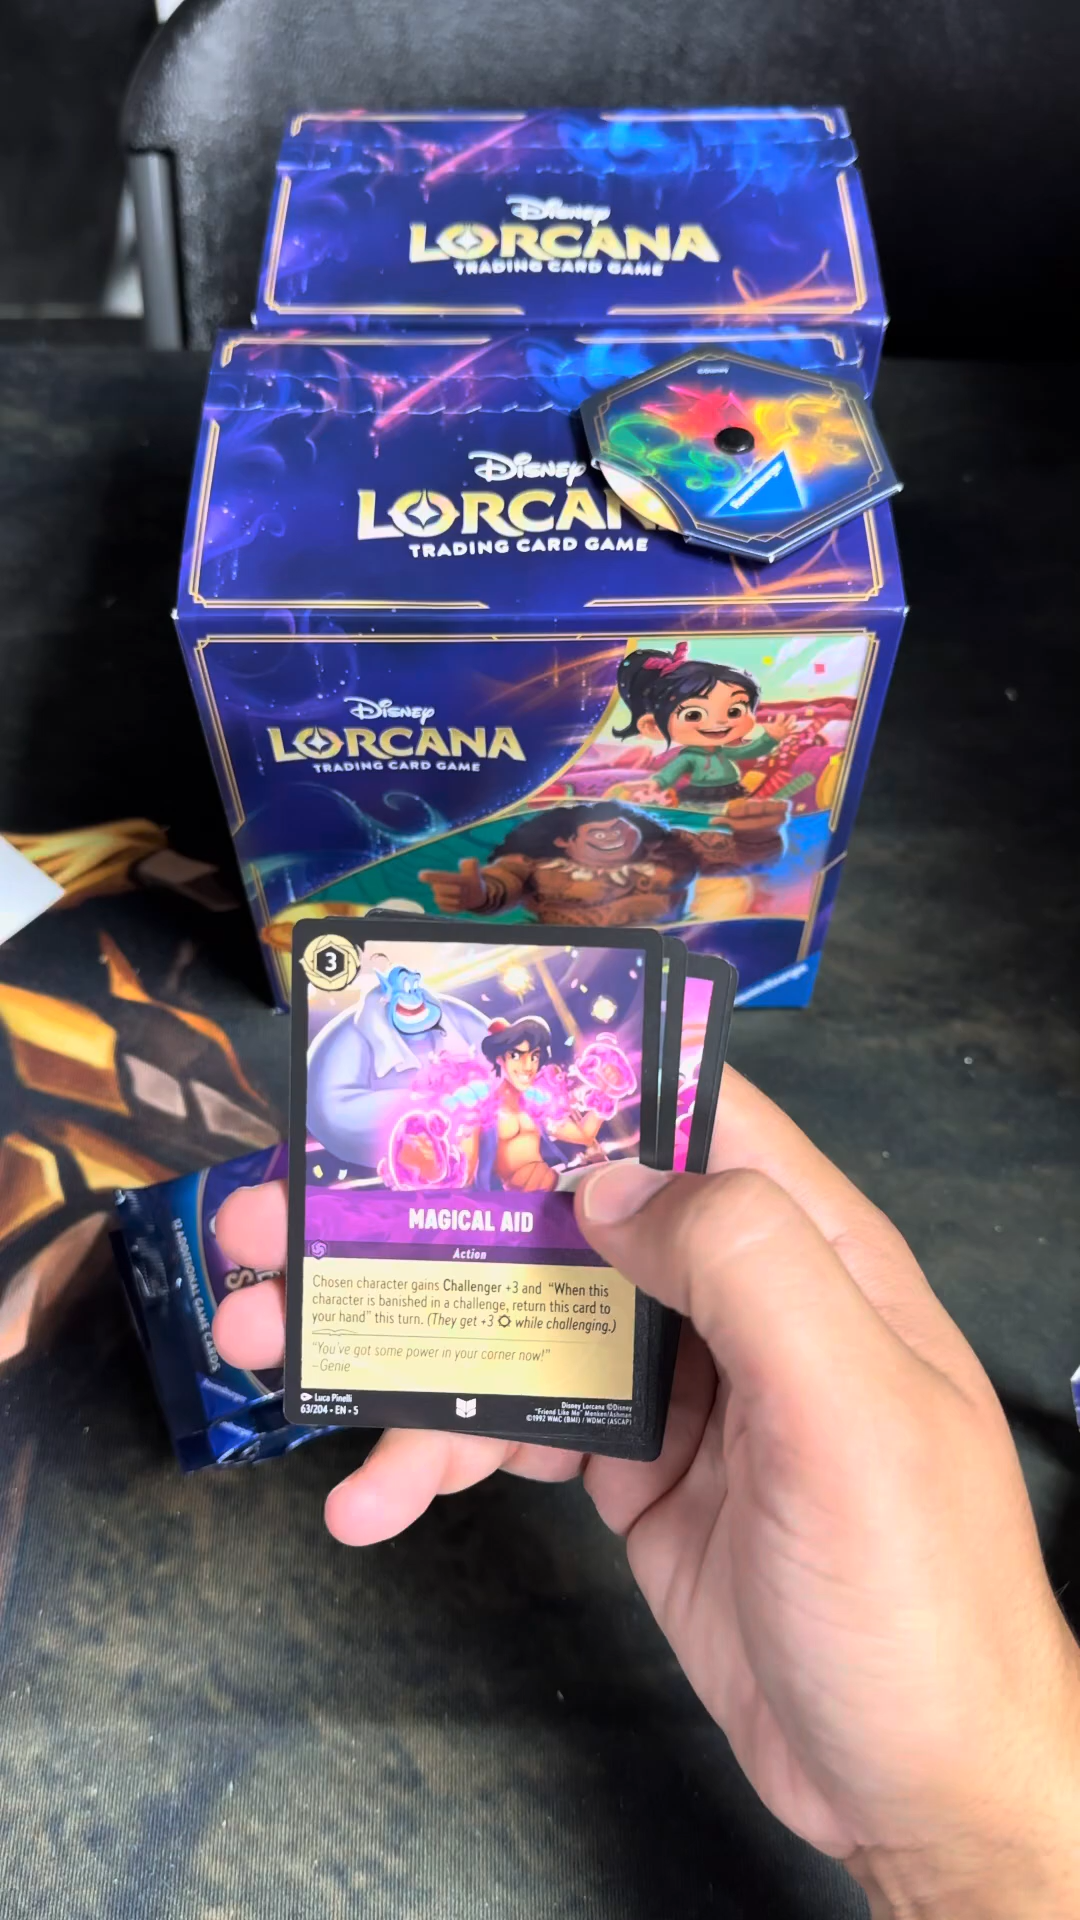 Disney
LORCANA
TRADING CARD GAME
©Disney
Disney
LORCAN
TRADING CARD GAME
Disney
LORCANA
TRADING CARD GAME
3
MAGICAL AID
Action
Chosen character gains Challenger +3 and “When this
character is banished in a challenge, return this card to
your hand” this turn. (They get +3 while challenging.)
“You’ve got some power in your corner now!”
–Genie
Luca Pinelli
63/204 • EN • 5
Disney Lorcana ©Disney
“Friend Like Me” Menken/Ashman
©1992 WMC (BMI) / WDMC (ASCAP)
12 ADDITIONAL GAME CARDS
Ravensburger